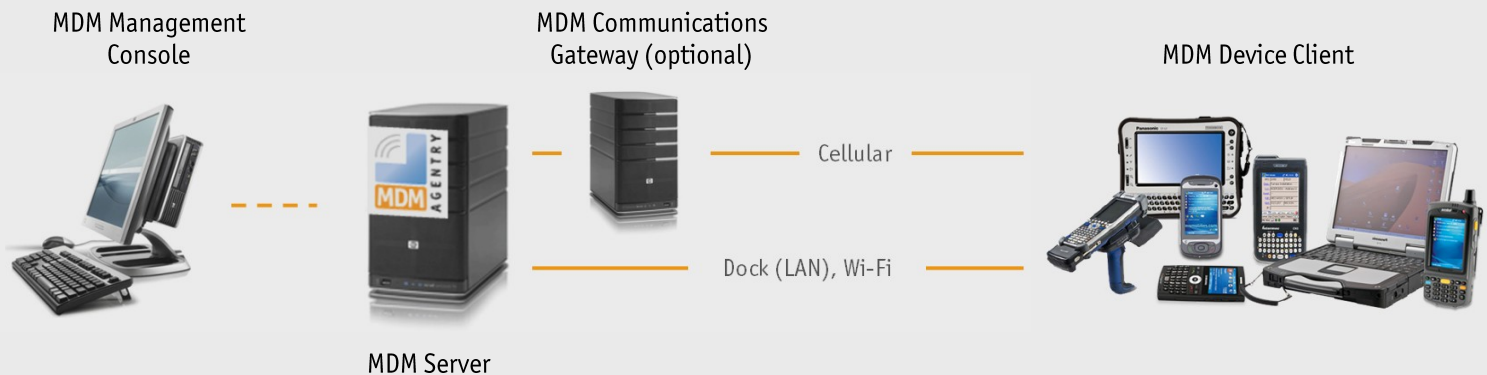 MDM Management
Console
MDM Communications
Gateway (optional)
MDM Device Client
MDM
AGENTRY
Cellular
Dock (LAN), Wi-Fi
MDM Server
Panasonic